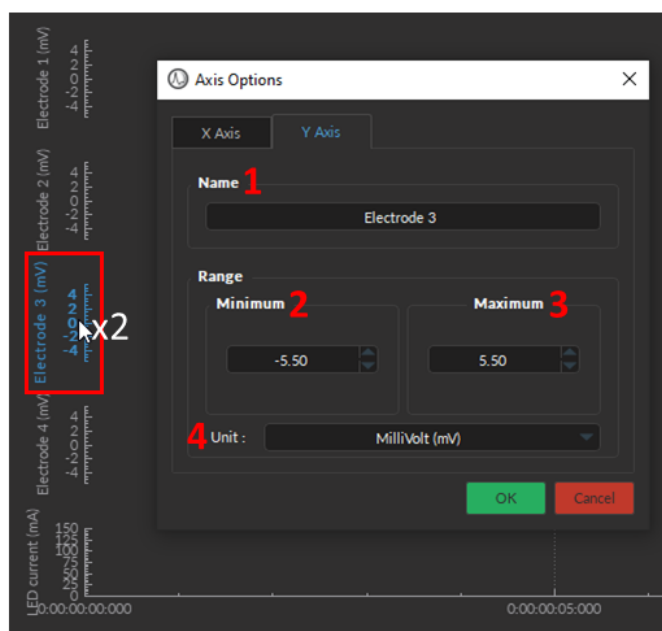 Electrode 1 (mV)
4
2
0
-2
-4
Electrode 2 (mV)
4
2
0
-2
-4
Electrode 3 (mV)
4
2
0
-2
-4
x2
Electrode 4 (mV)
4
2
0
-2
-4
LED current (mA)
150
125
100
75
50
25
0
0:00:00:00:000
0:00:00:05:000
Axis Options
X Axis
Y Axis
Name 1
Electrode 3
Range
Minimum 2
Maximum 3
-5.50
5.50
4 Unit :
MilliVolt (mV)
OK
Cancel